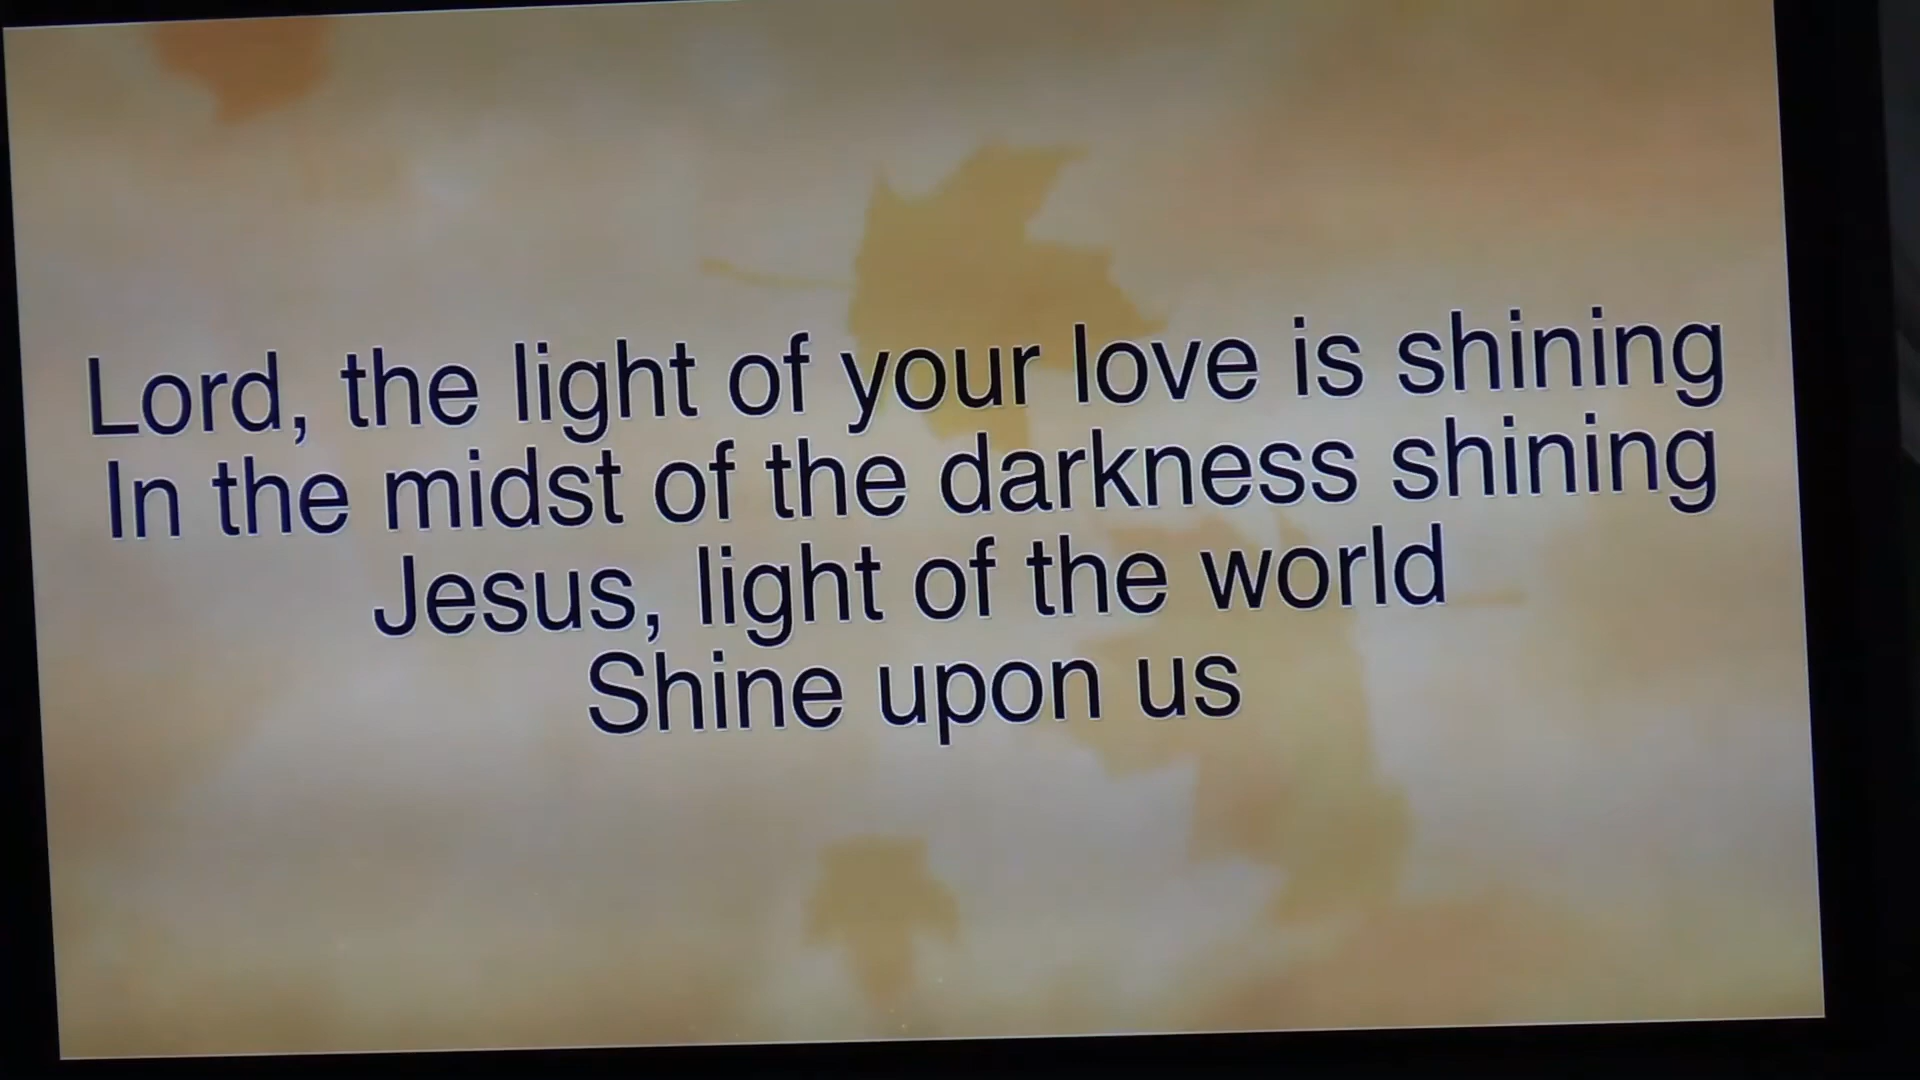 Lord, the light of your love is shining
In the midst of the darkness shining
Jesus, light of the world
Shine upon us